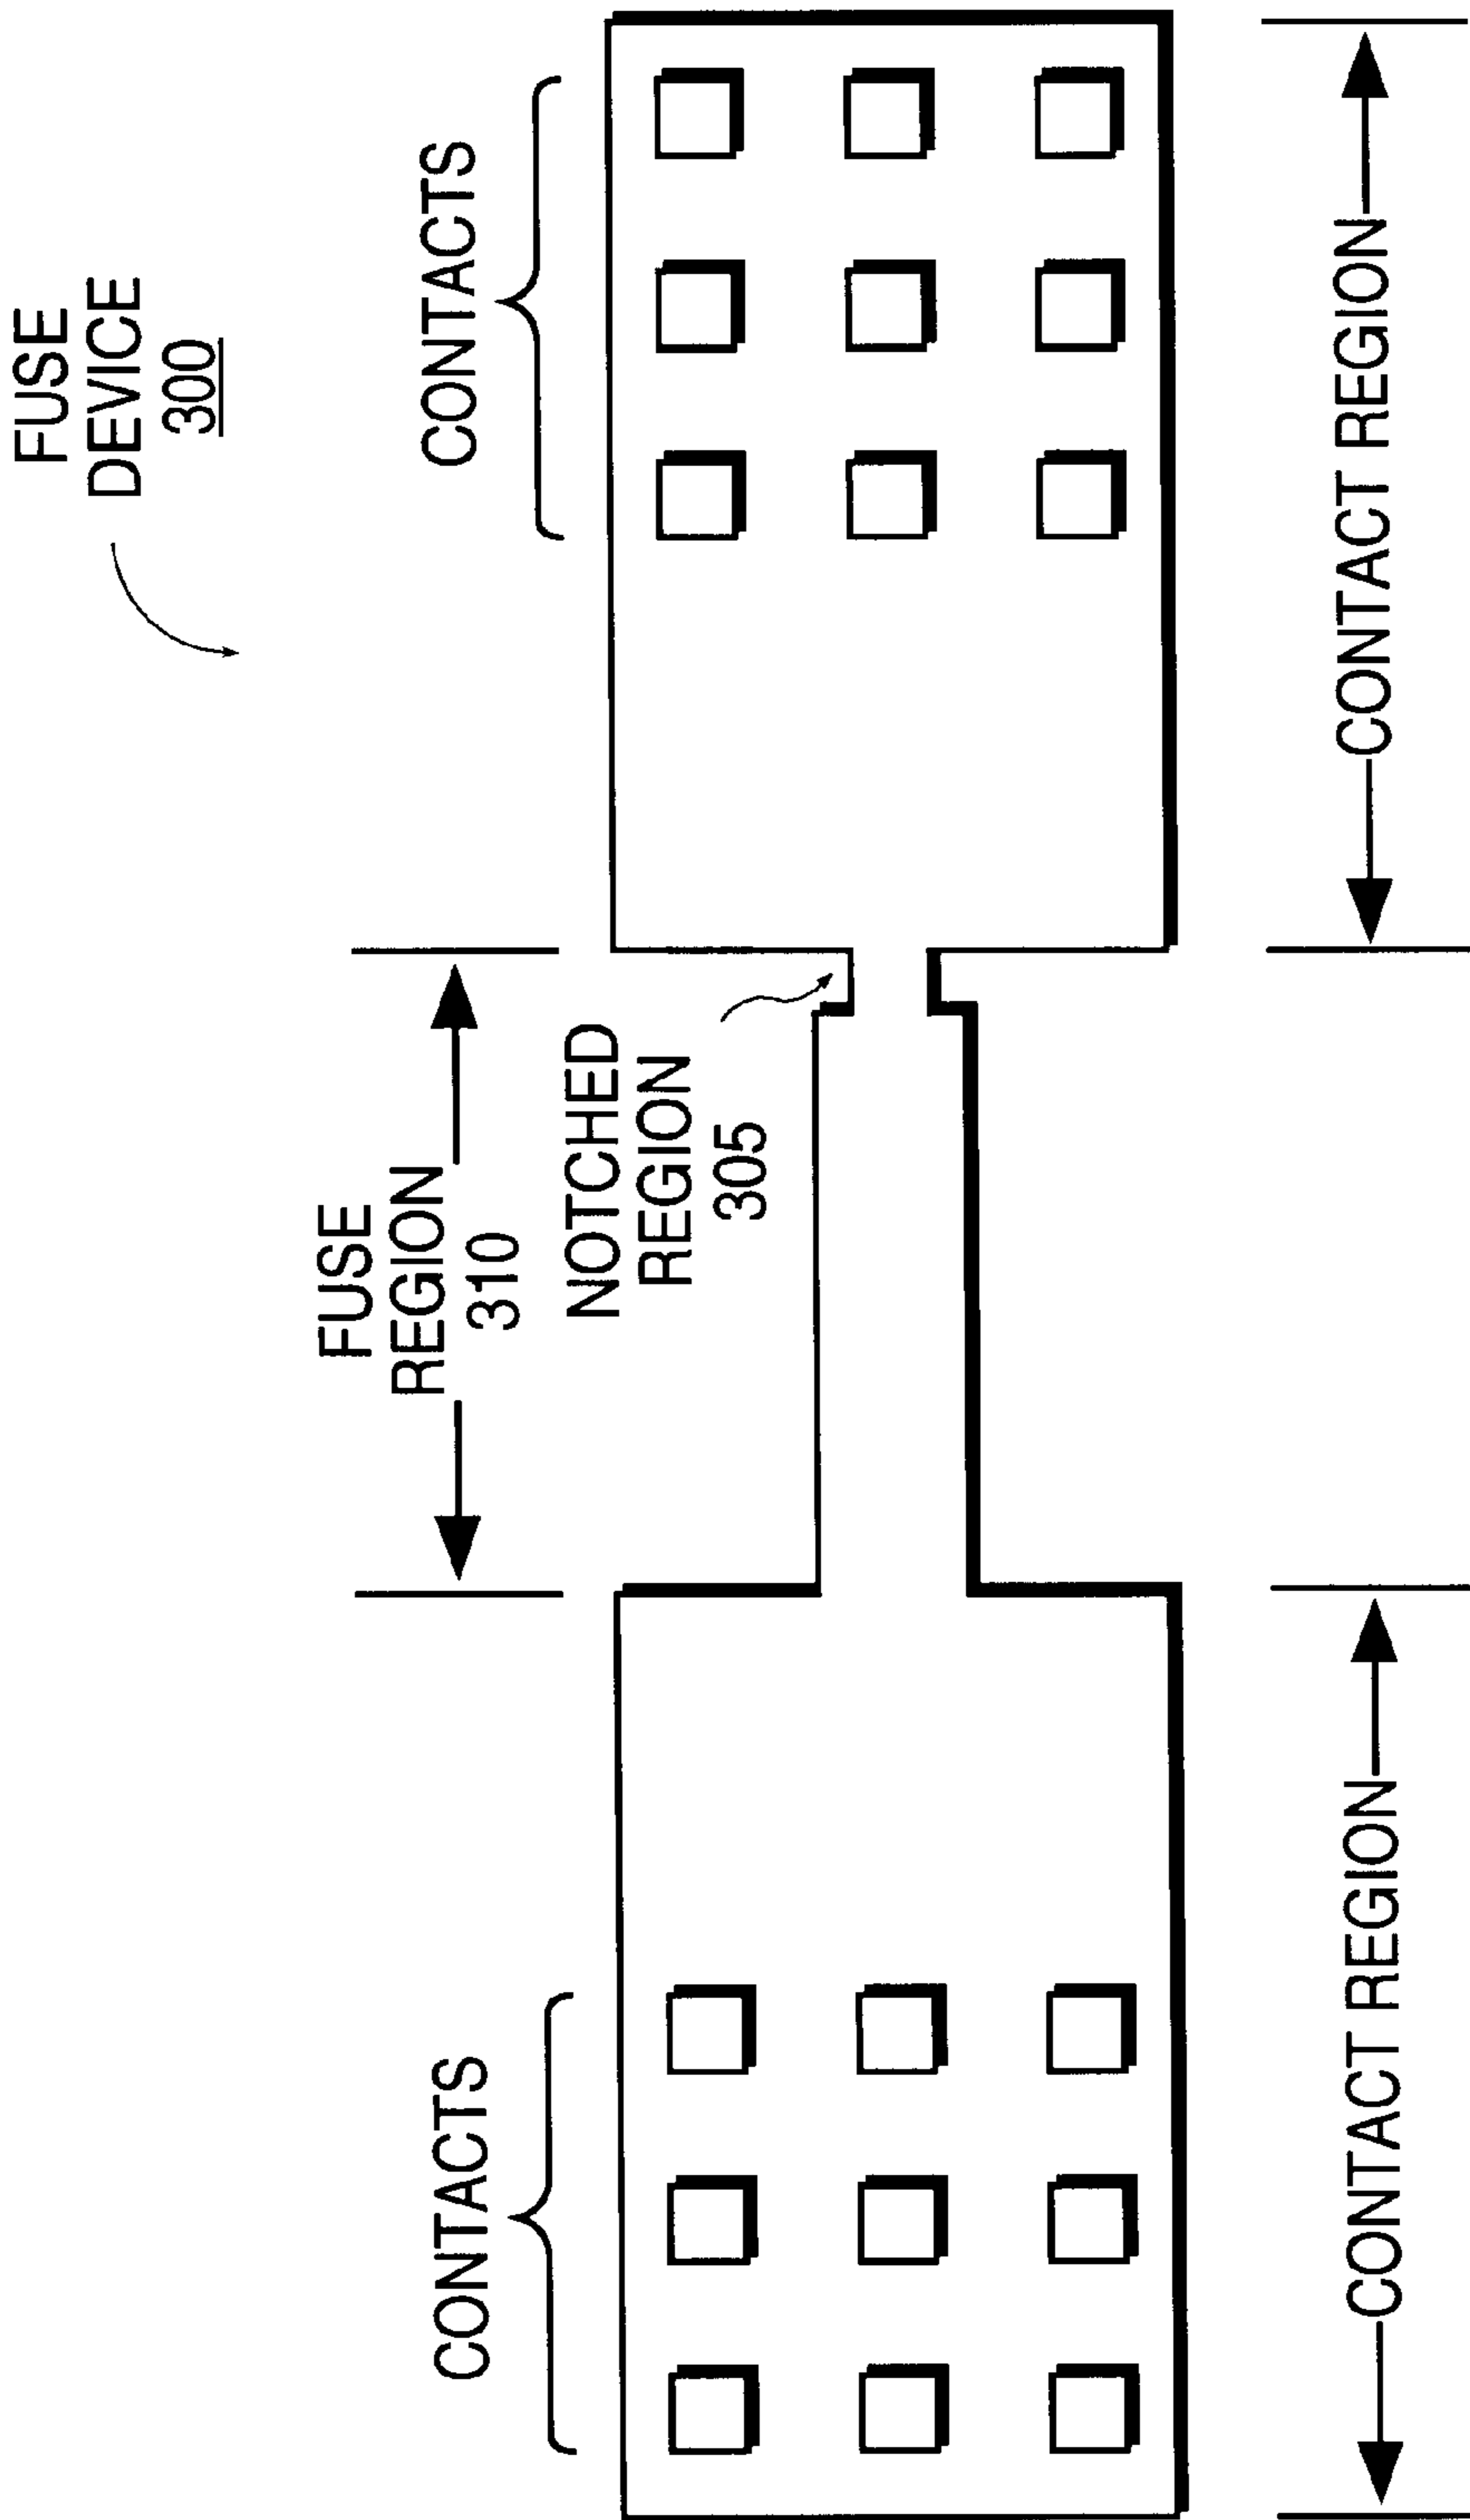 FUSE
DEVICE
300
CONTACTS
FUSE
REGION
310
NOTCHED
REGION
305
CONTACTS
CONTACT REGION
CONTACT REGION